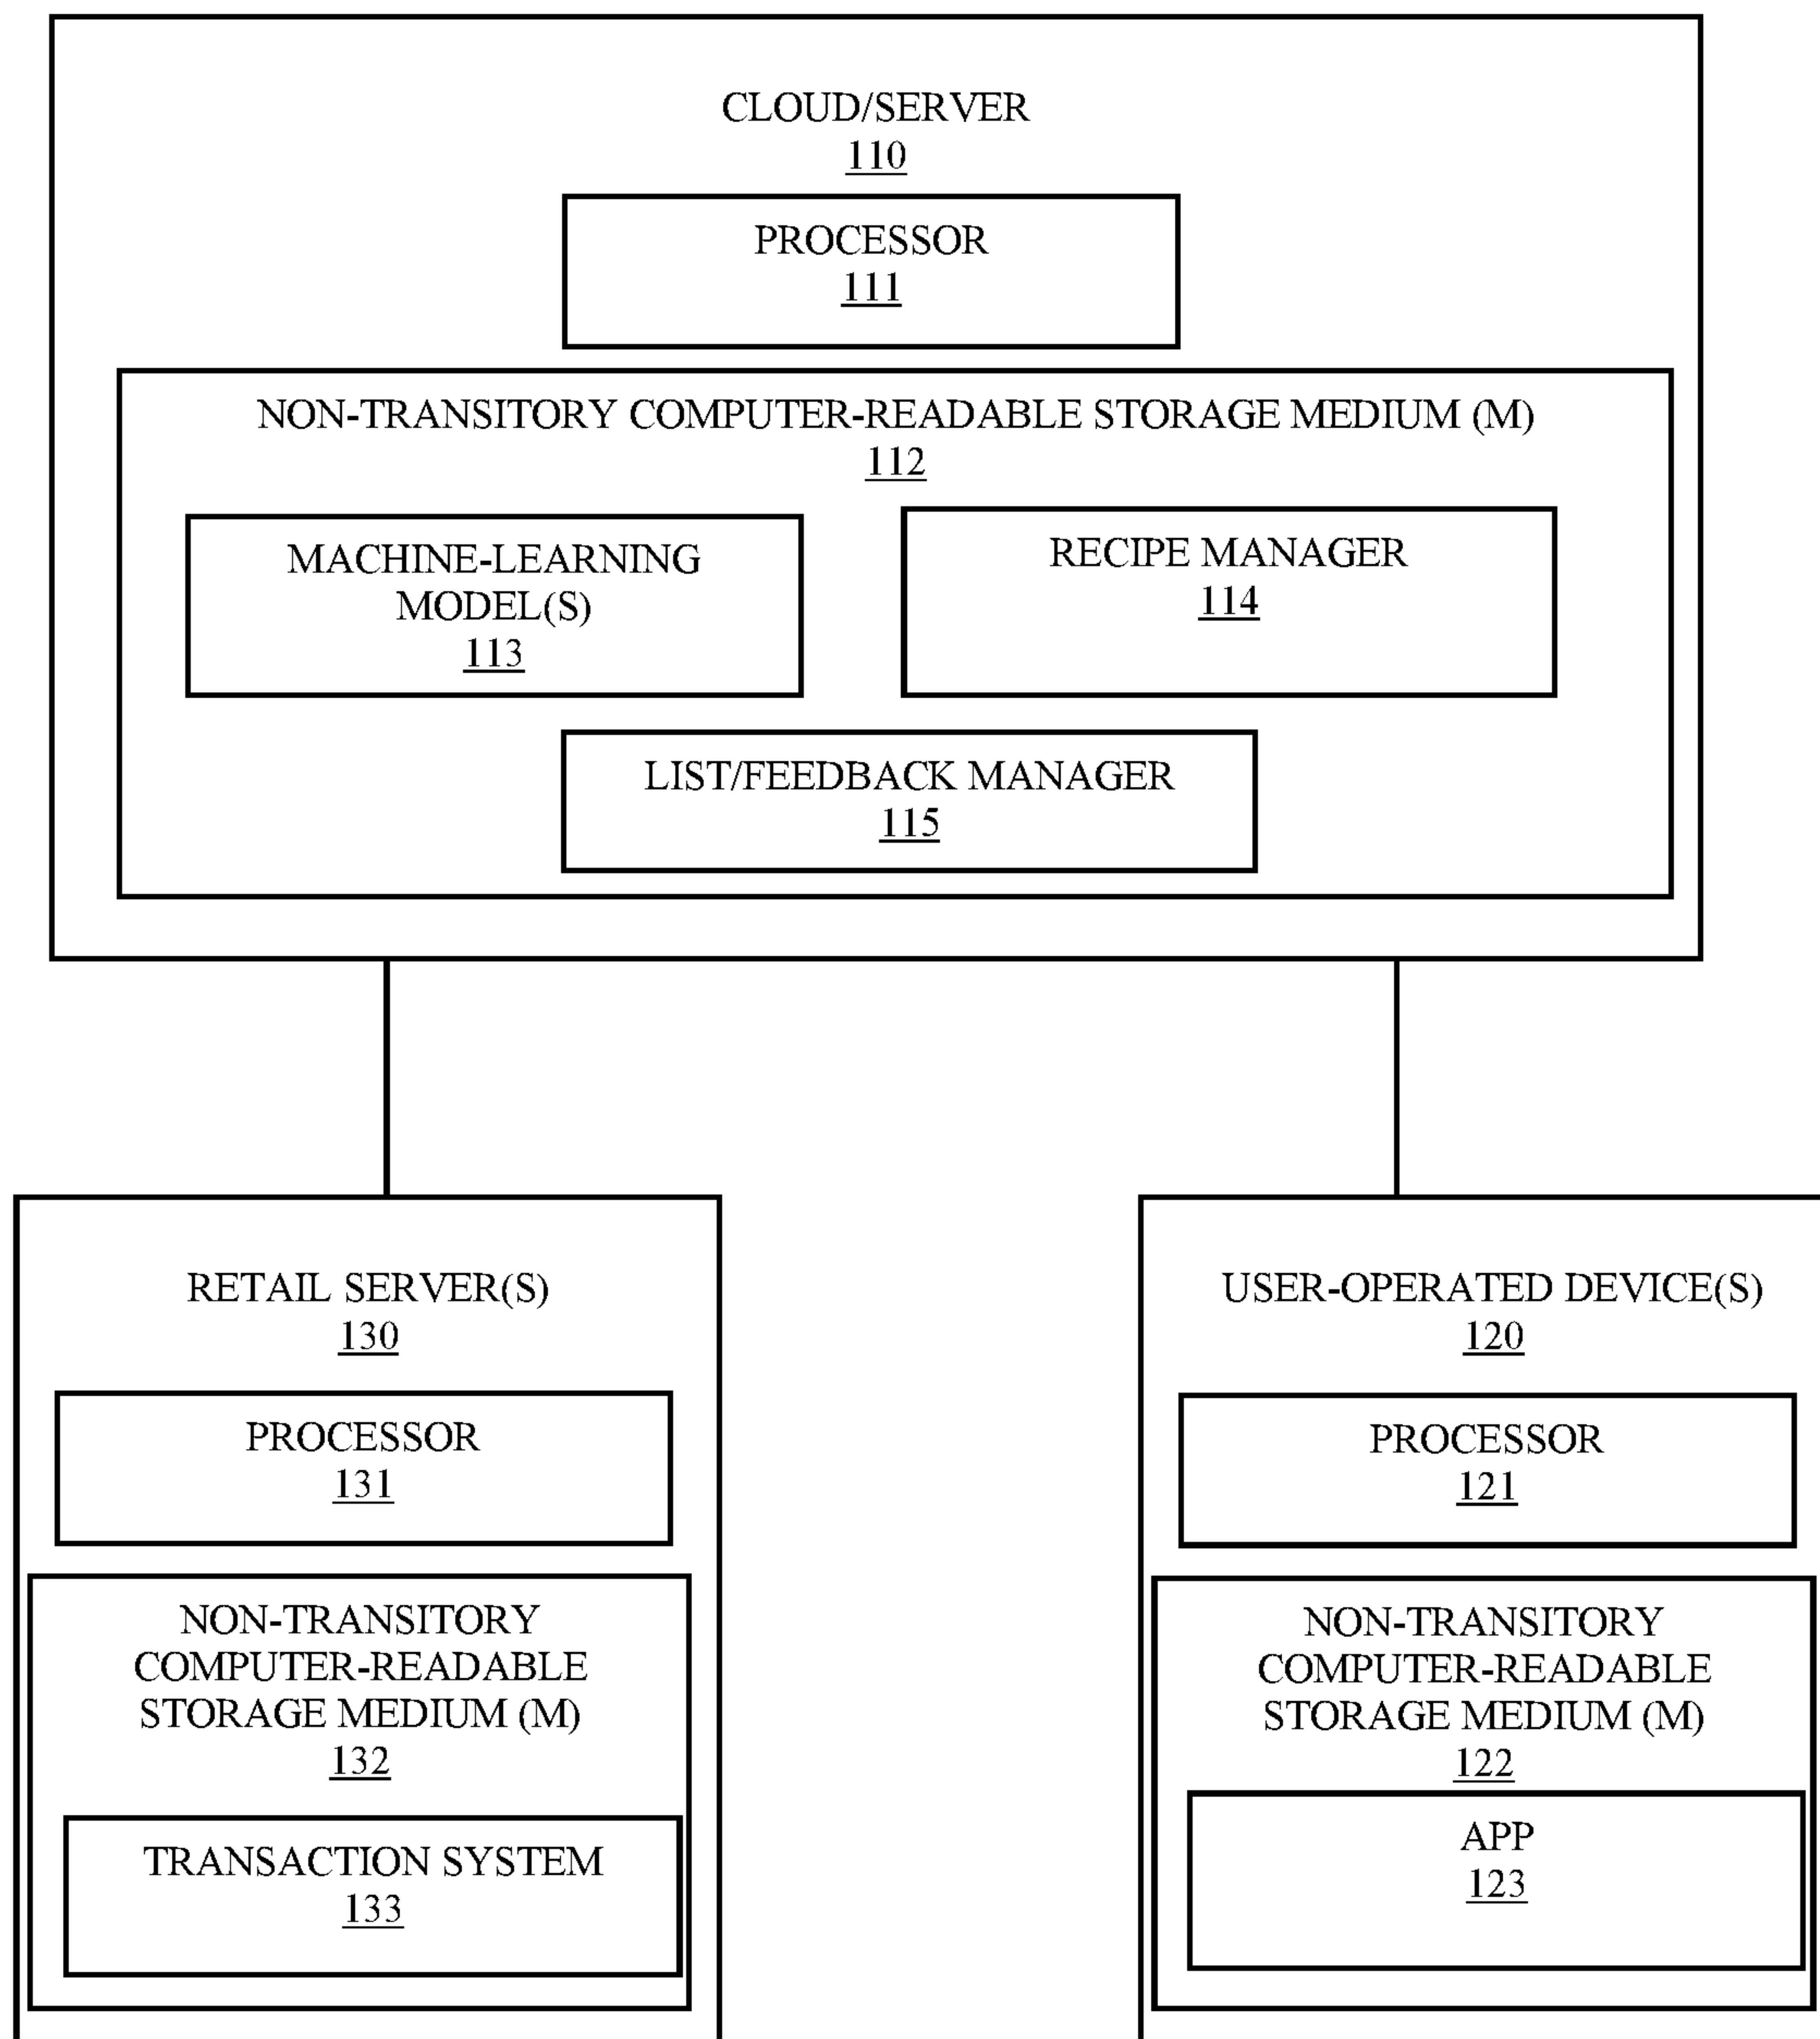 CLOUD/SERVER
110
PROCESSOR
111
NON-TRANSITORY COMPUTER-READABLE STORAGE MEDIUM (M)
112
MACHINE-LEARNING
MODEL(S)
113
RECIPE MANAGER
114
LIST/FEEDBACK MANAGER
115
RETAIL SERVER(S)
130
PROCESSOR
131
NON-TRANSITORY
COMPUTER-READABLE
STORAGE MEDIUM (M)
132
TRANSACTION SYSTEM
133
USER-OPERATED DEVICE(S)
120
PROCESSOR
121
NON-TRANSITORY
COMPUTER-READABLE
STORAGE MEDIUM (M)
122
APP
123